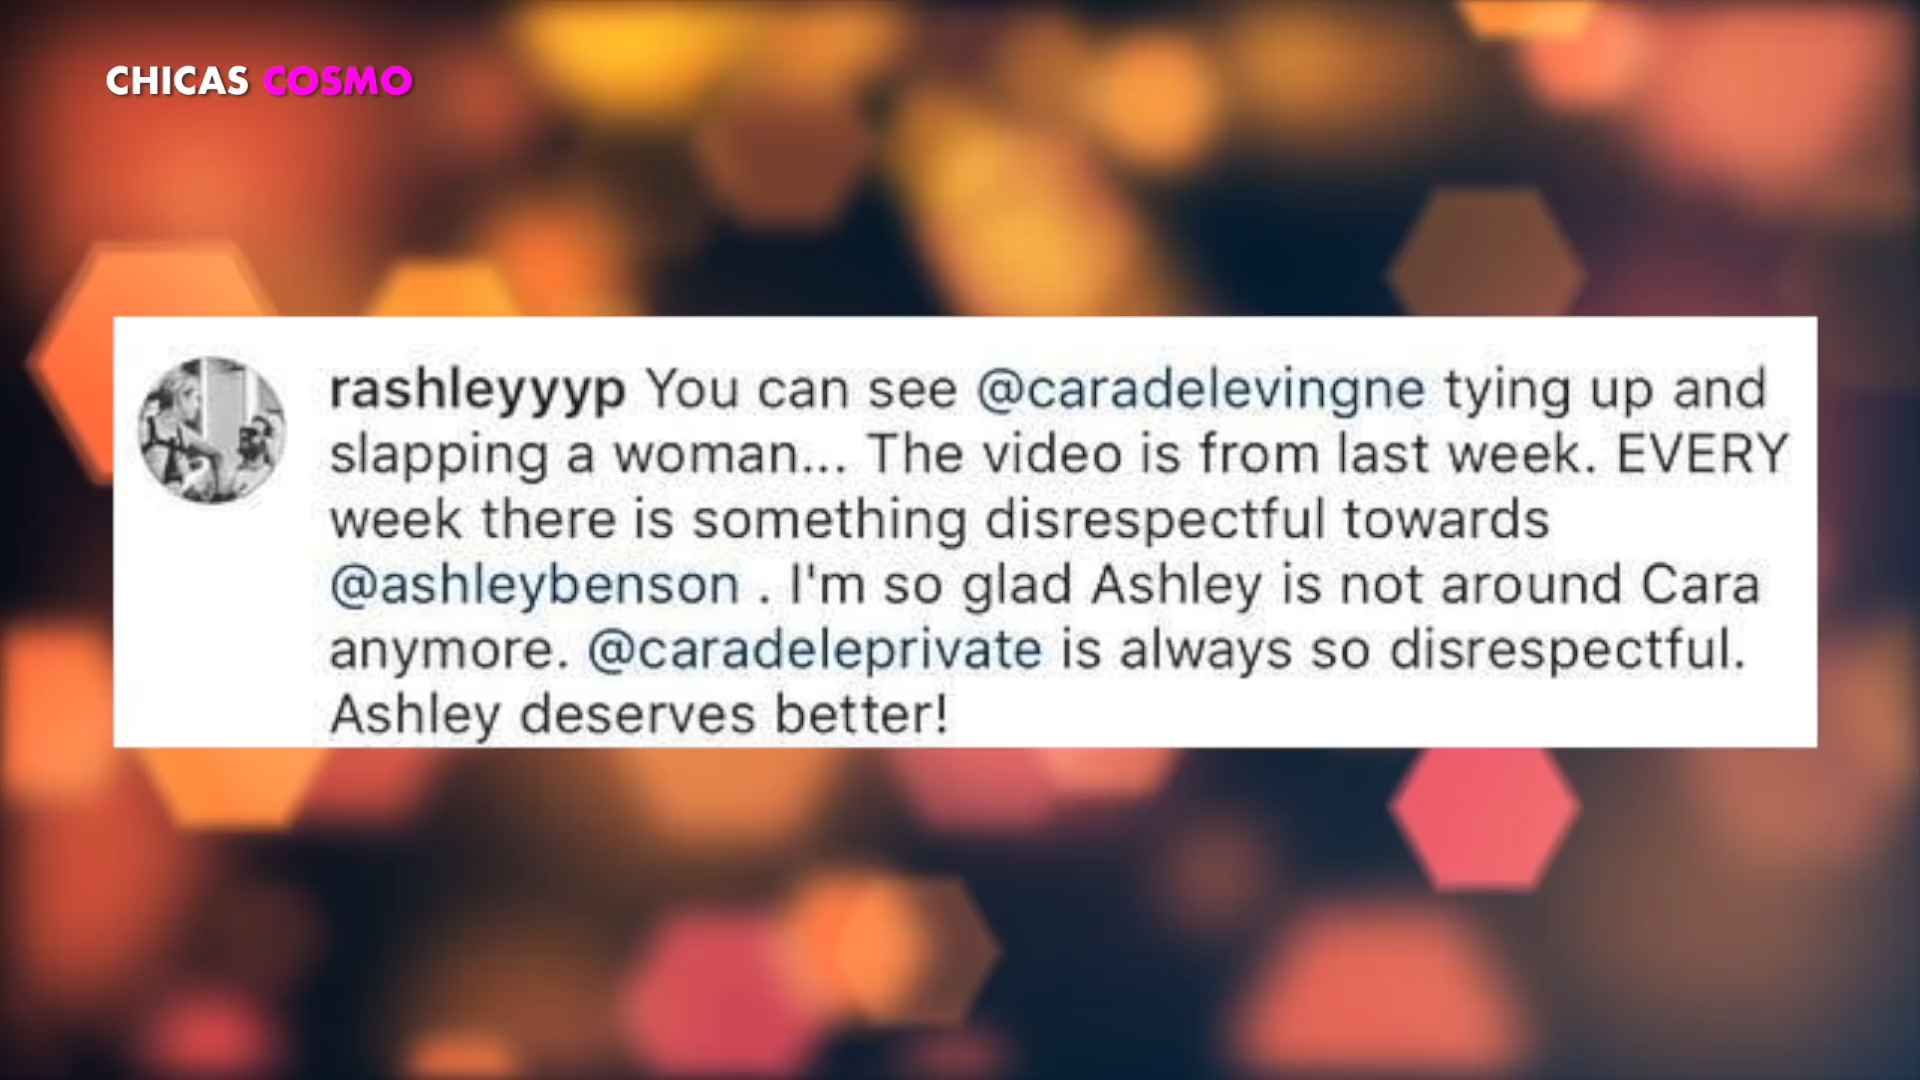 CHICAS COSMO
rashleyyyp You can see @caradelevingne tying up and
slapping a woman... The video is from last week. EVERY
week there is something disrespectful towards
@ashleybenson . I'm so glad Ashley is not around Cara
anymore. @caradeleprivate is always so disrespectful.
Ashley deserves better!